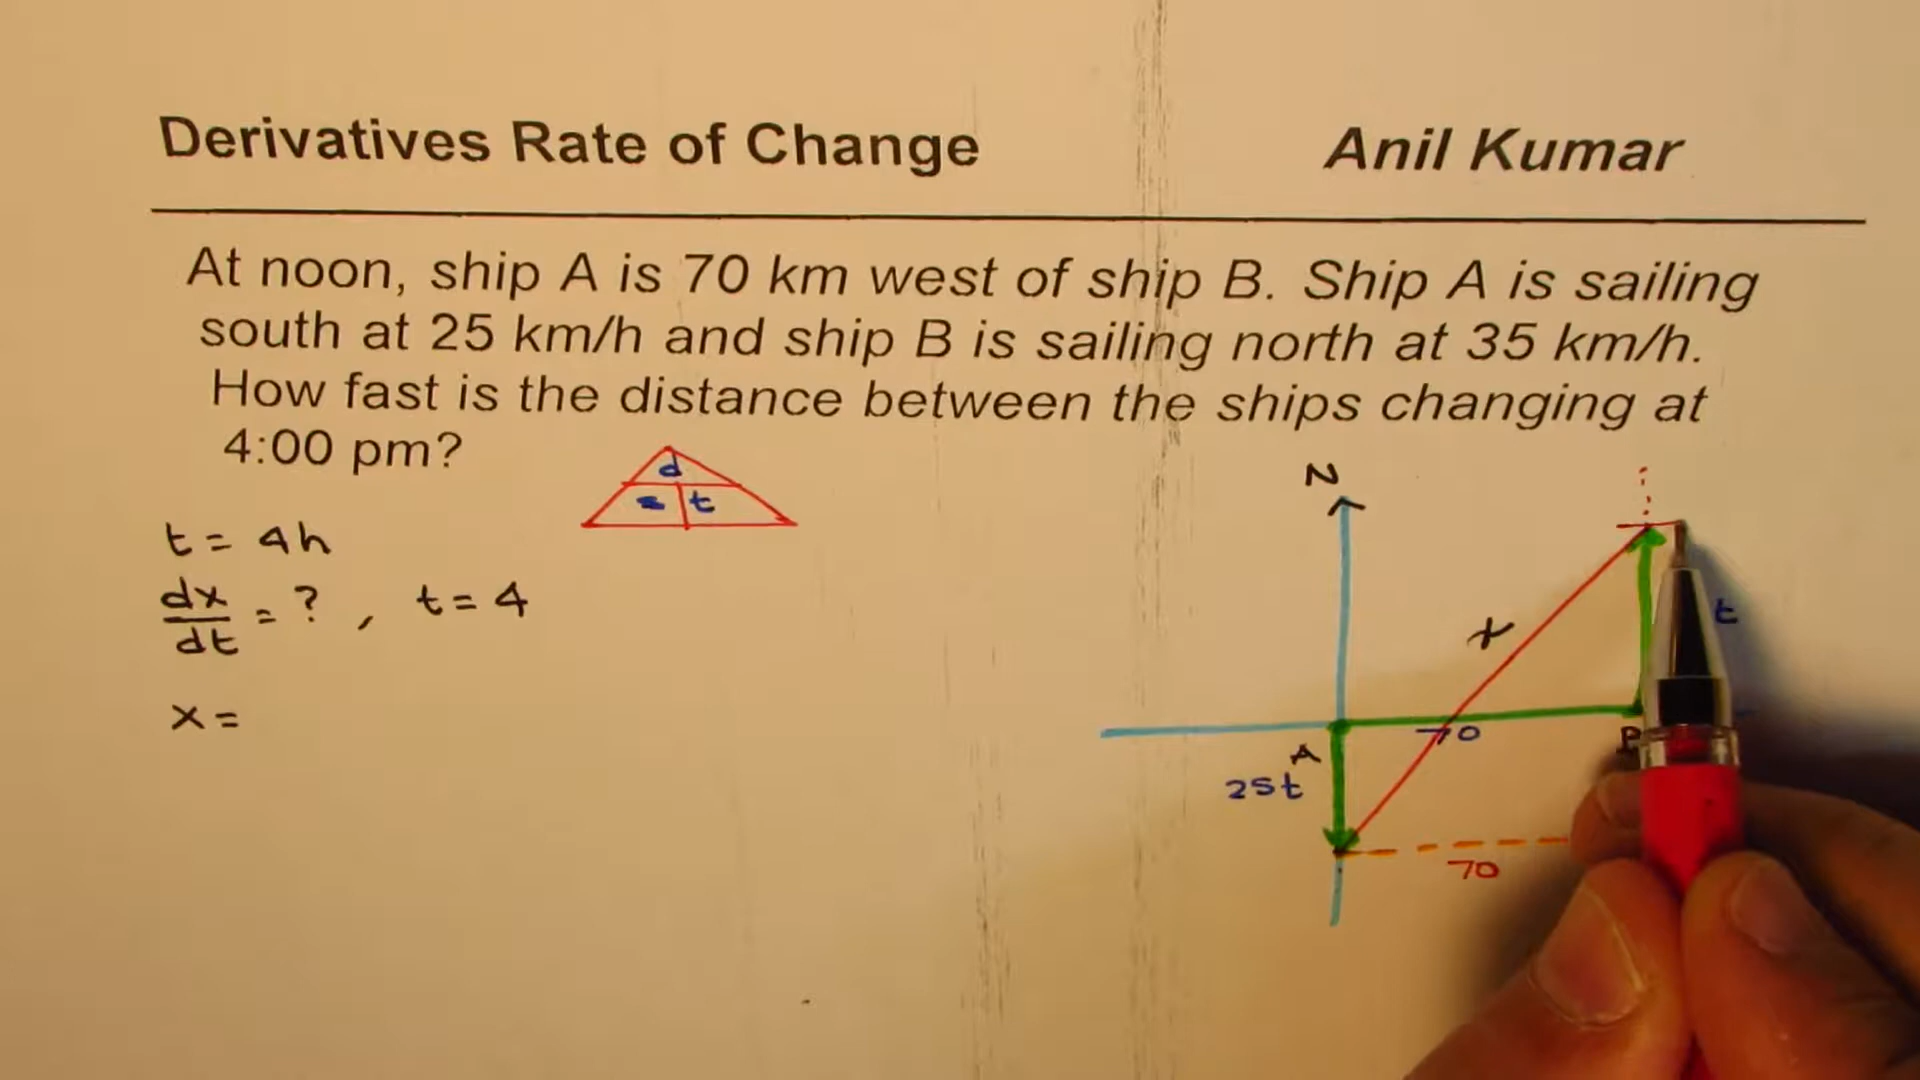 Derivatives Rate of Change
Anil Kumar
At noon, ship A is 70 km west of ship B. Ship A is sailing
south at 25 km/h and ship B is sailing north at 35 km/h.
How fast is the distance between the ships changing at
4:00 pm?
d
t
t = 4h
dx/dt = ? , t = 4
x =
N
x
t
70
A
25t
70